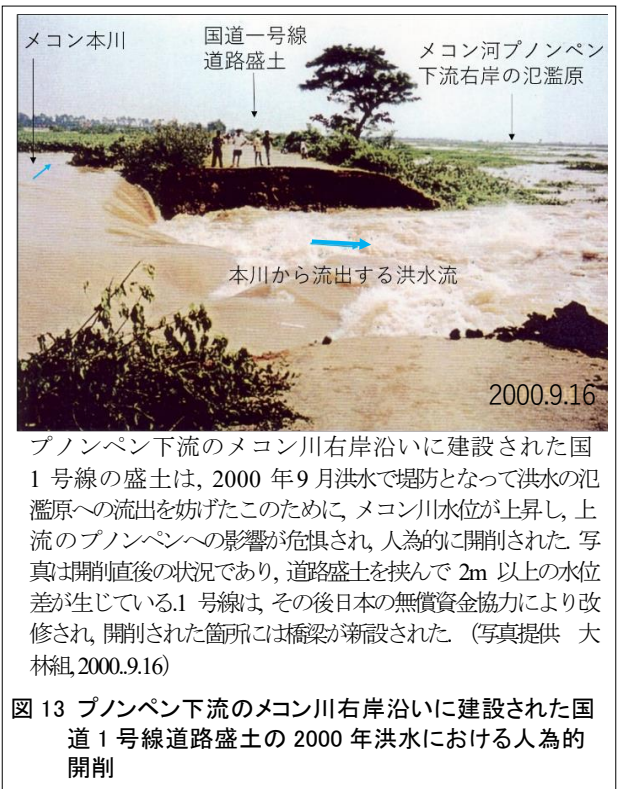 メコン本川
国道一号線
道路盛土
メコン河プノンペン
下流右岸の氾濫原
本川から流出する洪水流
2000.9.16
プノンペン下流のメコン川右岸沿いに建設された国
1 号線の盛土は, 2000 年 9 月洪水で堤防となって洪水の氾
濫原への流出を妨げたこのために, メコン川水位が上昇し, 上
流のプノンペンへの影響が危惧され, 人為的に開削された. 写
真は開削直後の状況であり, 道路盛土を挟んで 2m 以上の水位
差が生じている.1 号線は, その後日本の無償資金協力により改
修され, 開削された箇所には橋梁が新設された. (写真提供 大
林組,2000..9.16)
図 13 プノンペン下流のメコン川右岸沿いに建設された国
道 1 号線道路盛土の 2000 年洪水における人為的
開削